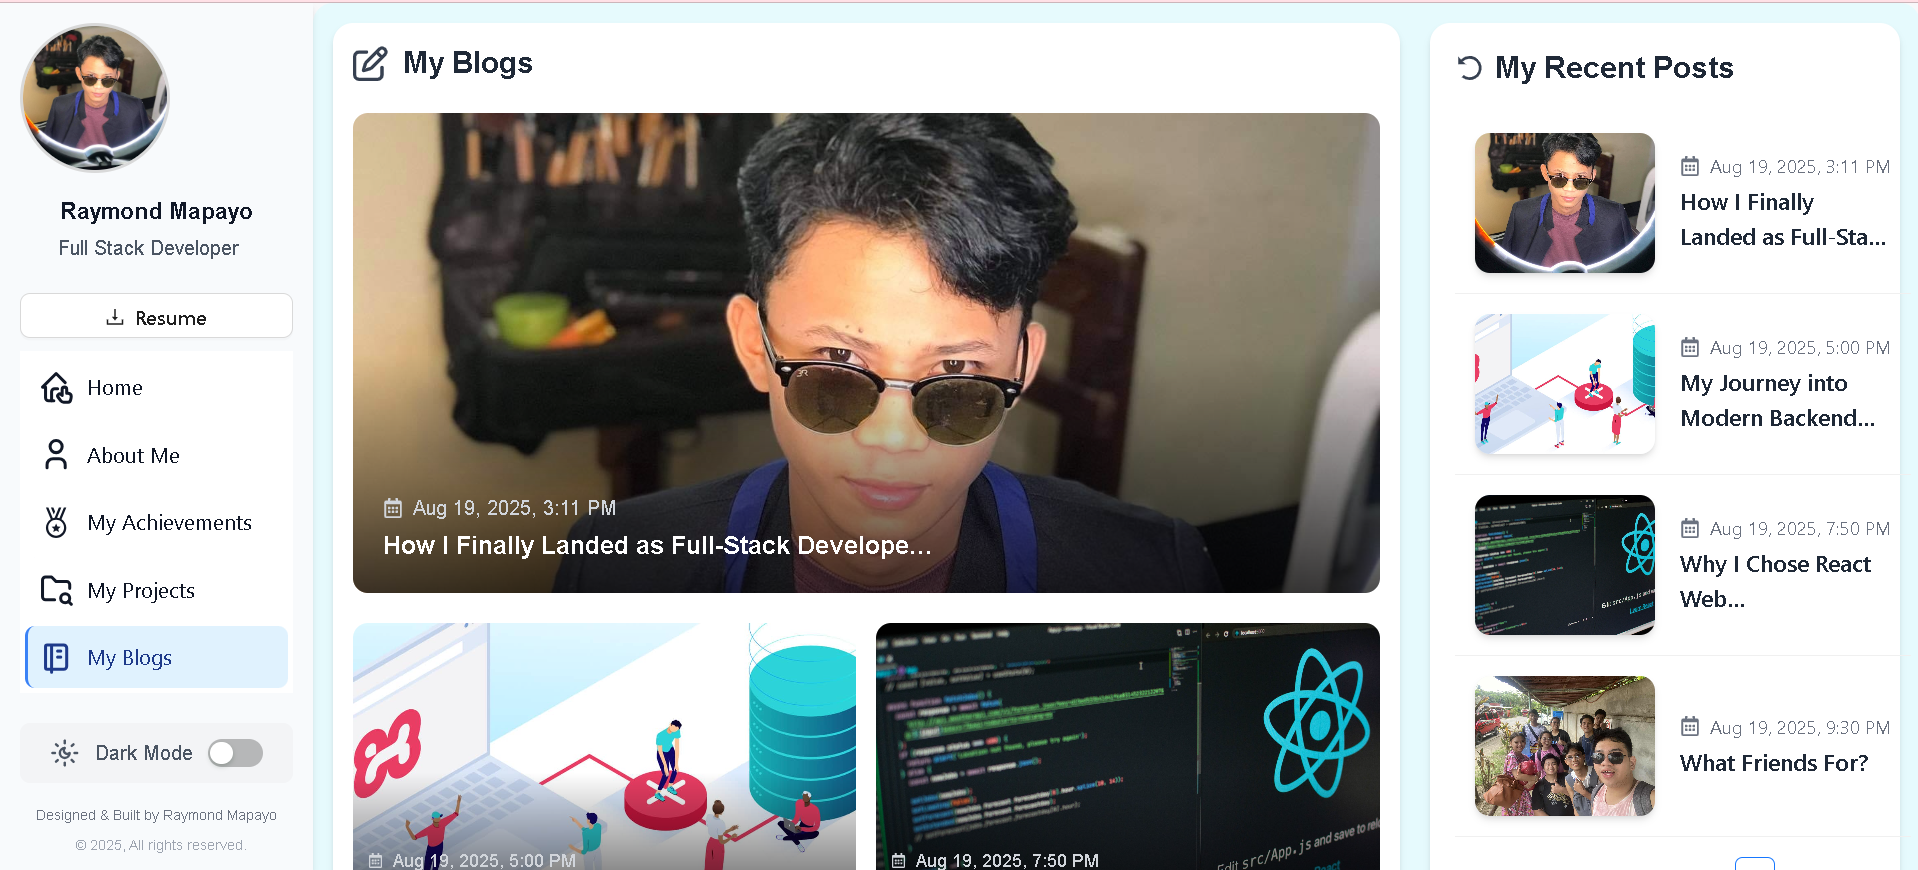 Raymond Mapayo
Full Stack Developer
Resume
Home
About Me
My Achievements
My Projects
My Blogs
Dark Mode
Designed & Built by Raymond Mapayo
© 2025, All rights reserved.
My Blogs
Aug 19, 2025, 3:11 PM
How I Finally Landed as Full-Stack Develope...
Aug 19, 2025, 5:00 PM
Edit src/App.js and save to relo
React
Aug 19, 2025, 7:50 PM
My Recent Posts
Aug 19, 2025, 3:11 PM
How I Finally
Landed as Full-Sta...
Aug 19, 2025, 5:00 PM
My Journey into
Modern Backend...
Aug 19, 2025, 7:50 PM
Why I Chose React
Web...
Aug 19, 2025, 9:30 PM
What Friends For?